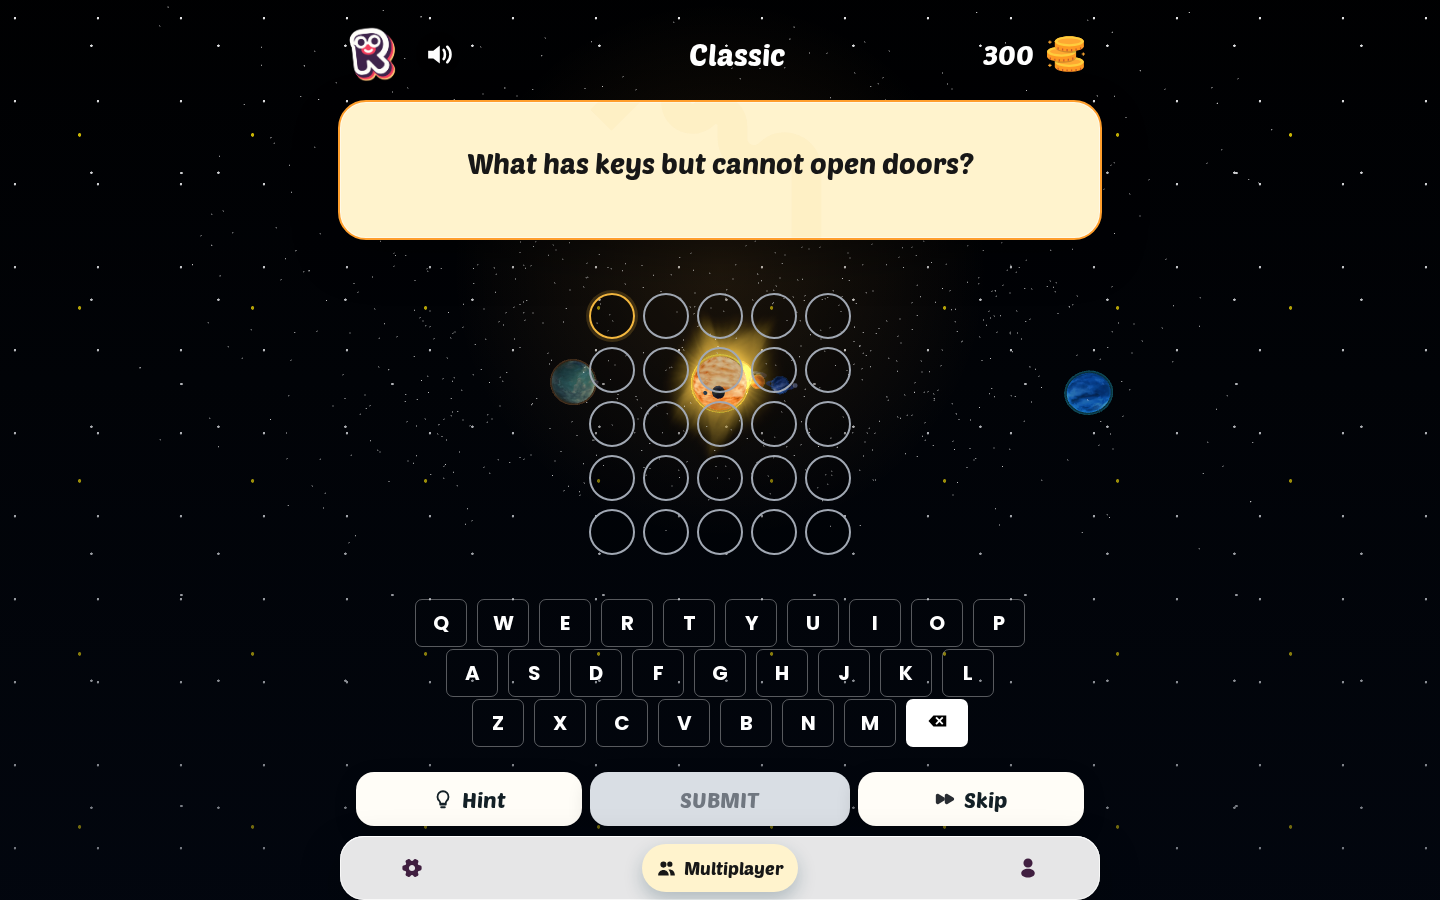 R
Classic
300
What has keys but cannot open doors?
Q W E R T Y U I O P
A S D F G H J K L
Z X C V B N M
Hint
SUBMIT
Skip
Multiplayer